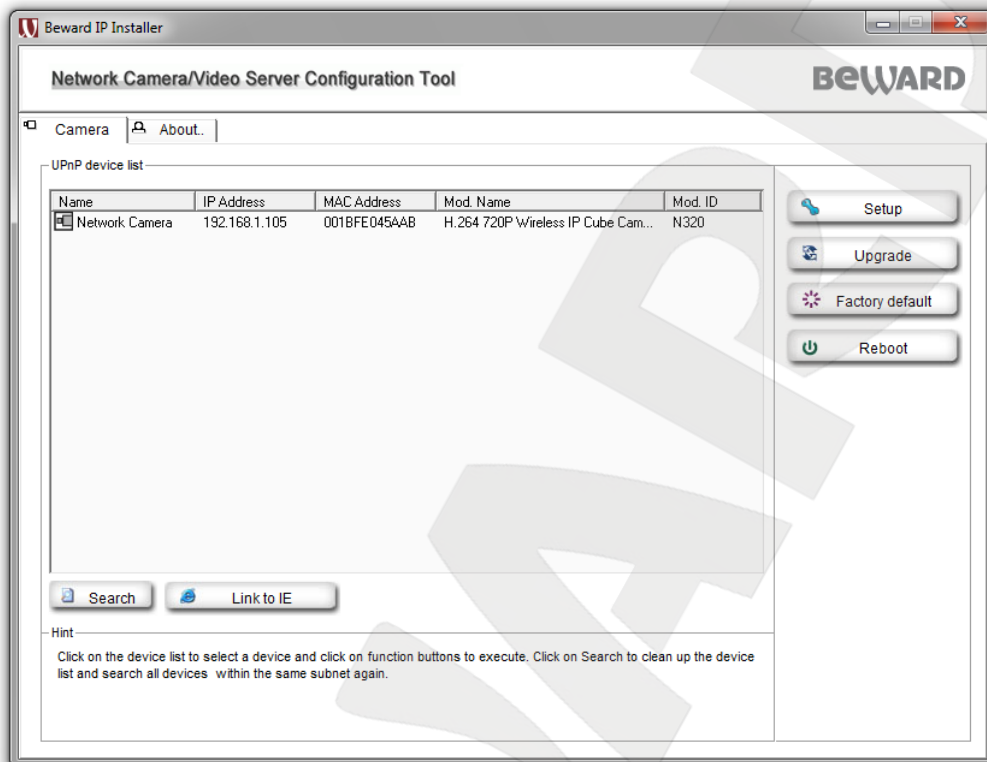 Beward IP Installer
Network Camera/Video Server Configuration Tool
BEWARD
Camera
About..
UPnP device list
Name IP Address MAC Address Mod. Name Mod. ID
Network Camera 192.168.1.105 001BFE045AAB H.264 720P Wireless IP Cube Cam... N320
Setup
Upgrade
Factory default
Reboot
Search
Link to IE
Hint
Click on the device list to select a device and click on function buttons to execute. Click on Search to clean up the device
list and search all devices within the same subnet again.